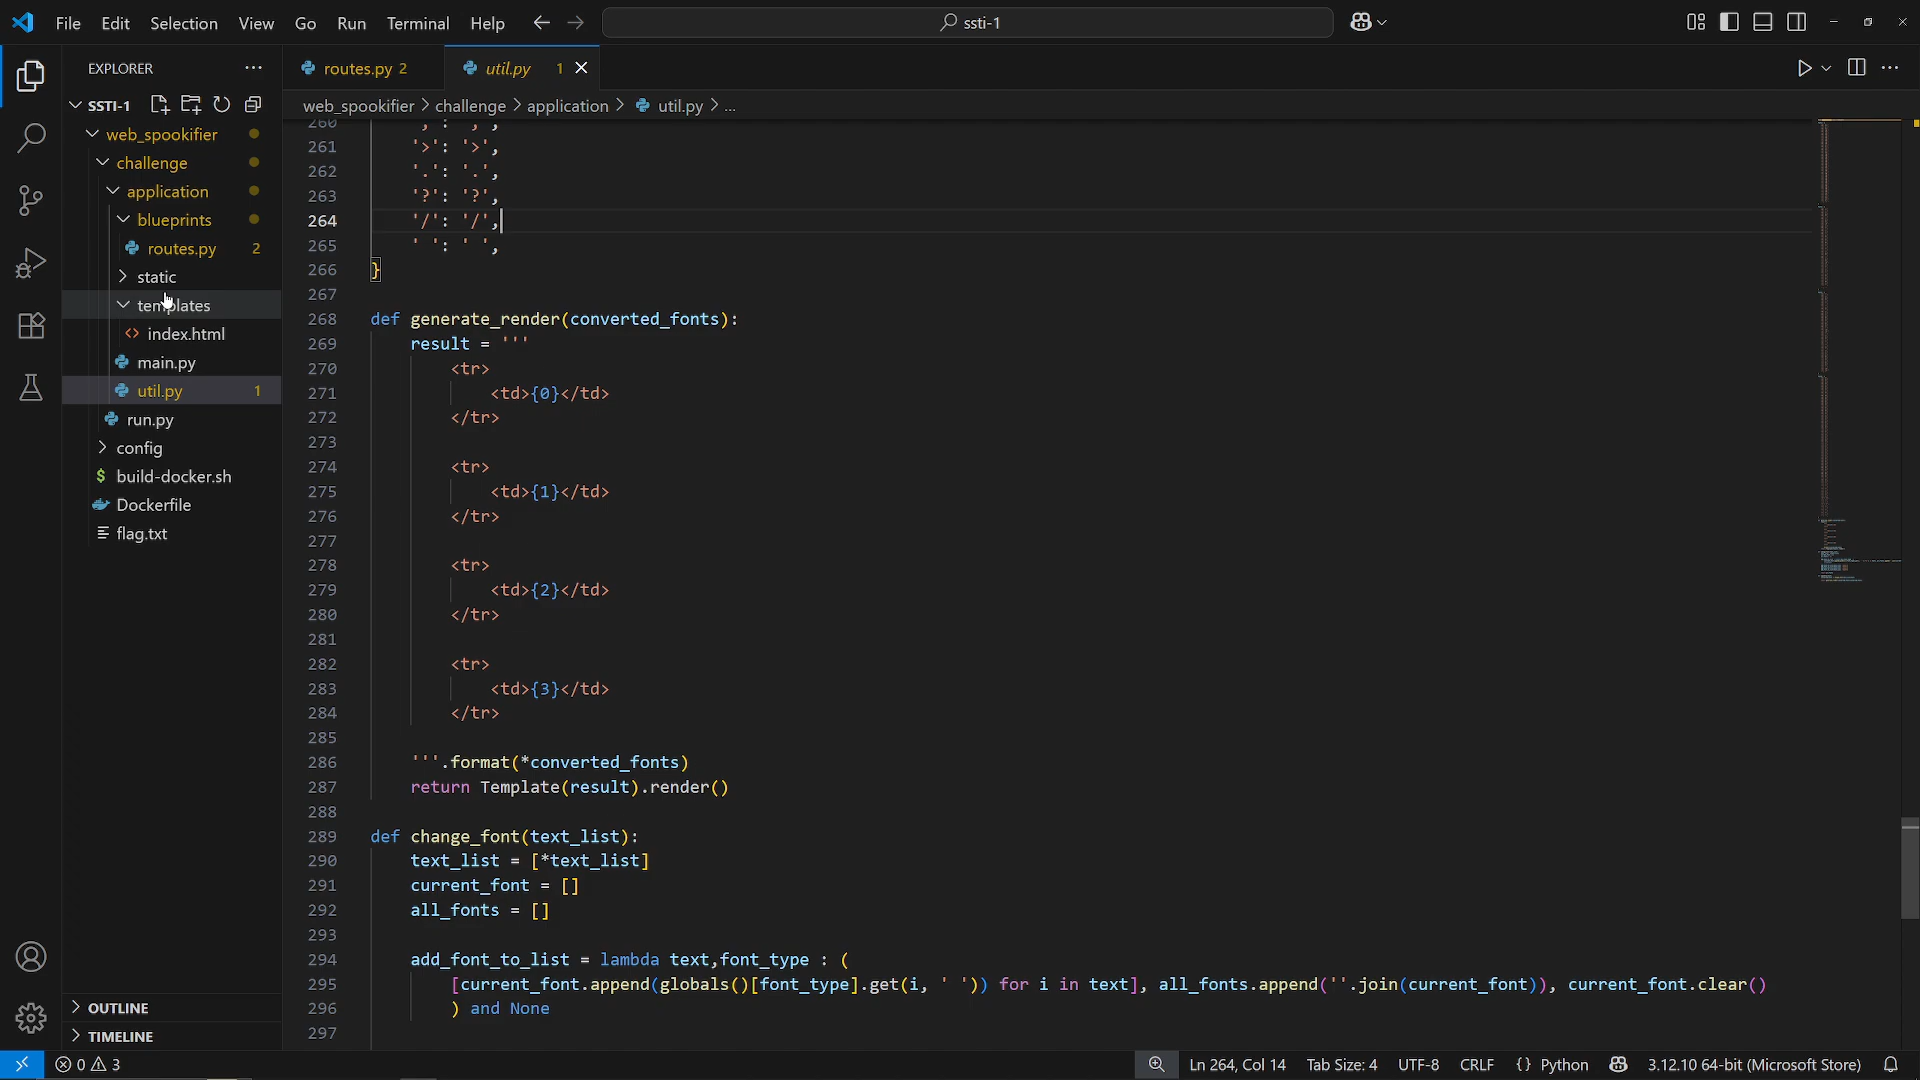 File Edit Selection View Go Run Terminal Help ssti-1
EXPLORER
routes.py 2
util.py 1
SSTI-1
web_spookifier > challenge > application > util.py > ...
web_spookifier
challenge
application
blueprints
routes.py 2
static
templates
index.html
main.py
util.py 1
run.py
config
build-docker.sh
Dockerfile
flag.txt
OUTLINE
TIMELINE
260 ',': ',',
261 '>': '>',
262 '.': '.',
263 '?': '?',
264 '/': '/',
265 ' ': ' ',
266 }
267
268 def generate_render(converted_fonts):
269 result = '''
270 <tr>
271 <td>{0}</td>
272 </tr>
273
274 <tr>
275 <td>{1}</td>
276 </tr>
277
278 <tr>
279 <td>{2}</td>
280 </tr>
281
282 <tr>
283 <td>{3}</td>
284 </tr>
285
286 '''.format(*converted_fonts)
287 return Template(result).render()
288
289 def change_font(text_list):
290 text_list = [*text_list]
291 current_font = []
292 all_fonts = []
293
294 add_font_to_list = lambda text,font_type : (
295 [current_font.append(globals()[font_type].get(i, ' ')) for i in text], all_fonts.append(''.join(current_font)), current_font.clear()
296 ) and None
297
0 3 Ln 264, Col 14 Tab Size: 4 UTF-8 CRLF {} Python 3.12.10 64-bit (Microsoft Store)